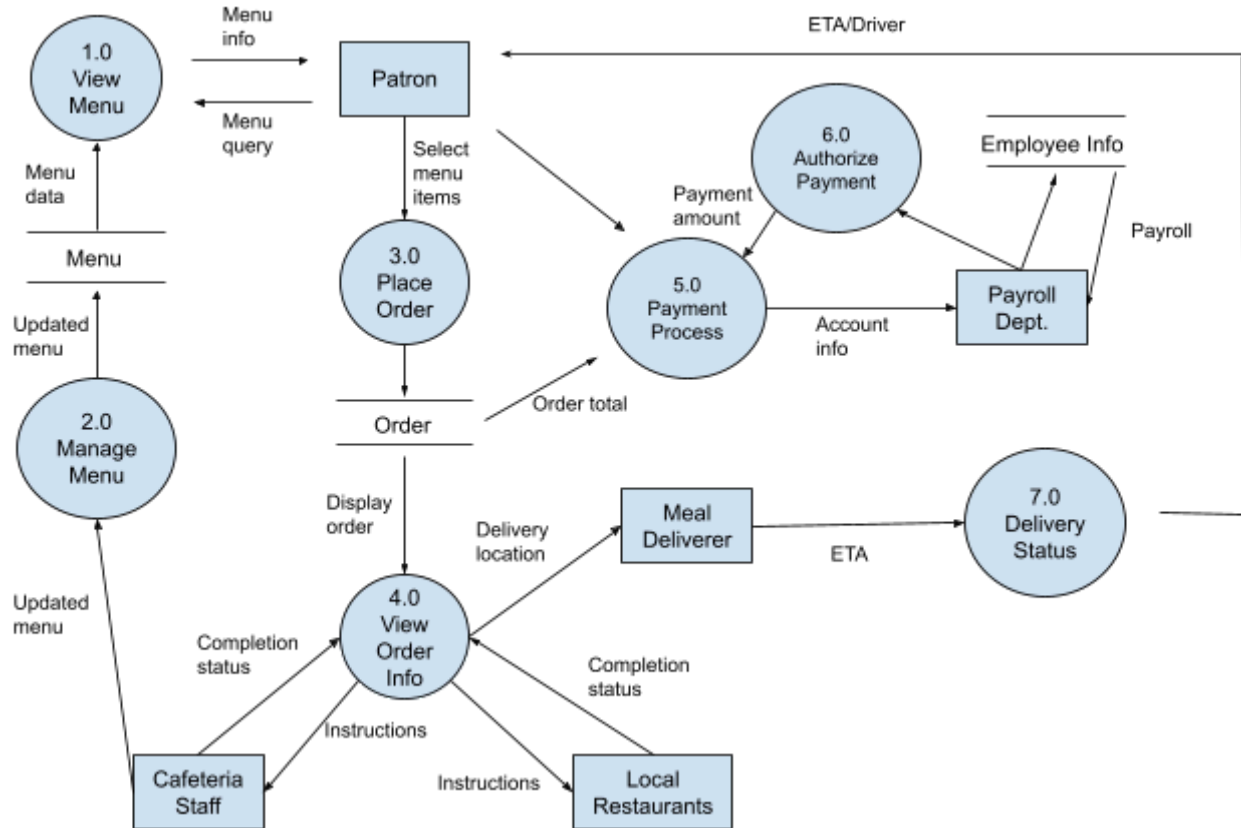 Menu
info
ETA/Driver
1.0
View
Menu
Patron
Menu
query
6.0
Authorize
Payment
Employee Info
Select
menu
items
Menu
data
Payment
amount
Payroll
Menu
3.0
Place
Order
5.0
Payment
Process
Payroll
Dept.
Account
info
Updated
menu
Order total
Order
2.0
Manage
Menu
Display
order
Delivery
location
Meal
Deliverer
ETA
7.0
Delivery
Status
Updated
menu
4.0
View
Order
Info
Completion
status
Completion
status
Instructions
Instructions
Cafeteria
Staff
Local
Restaurants